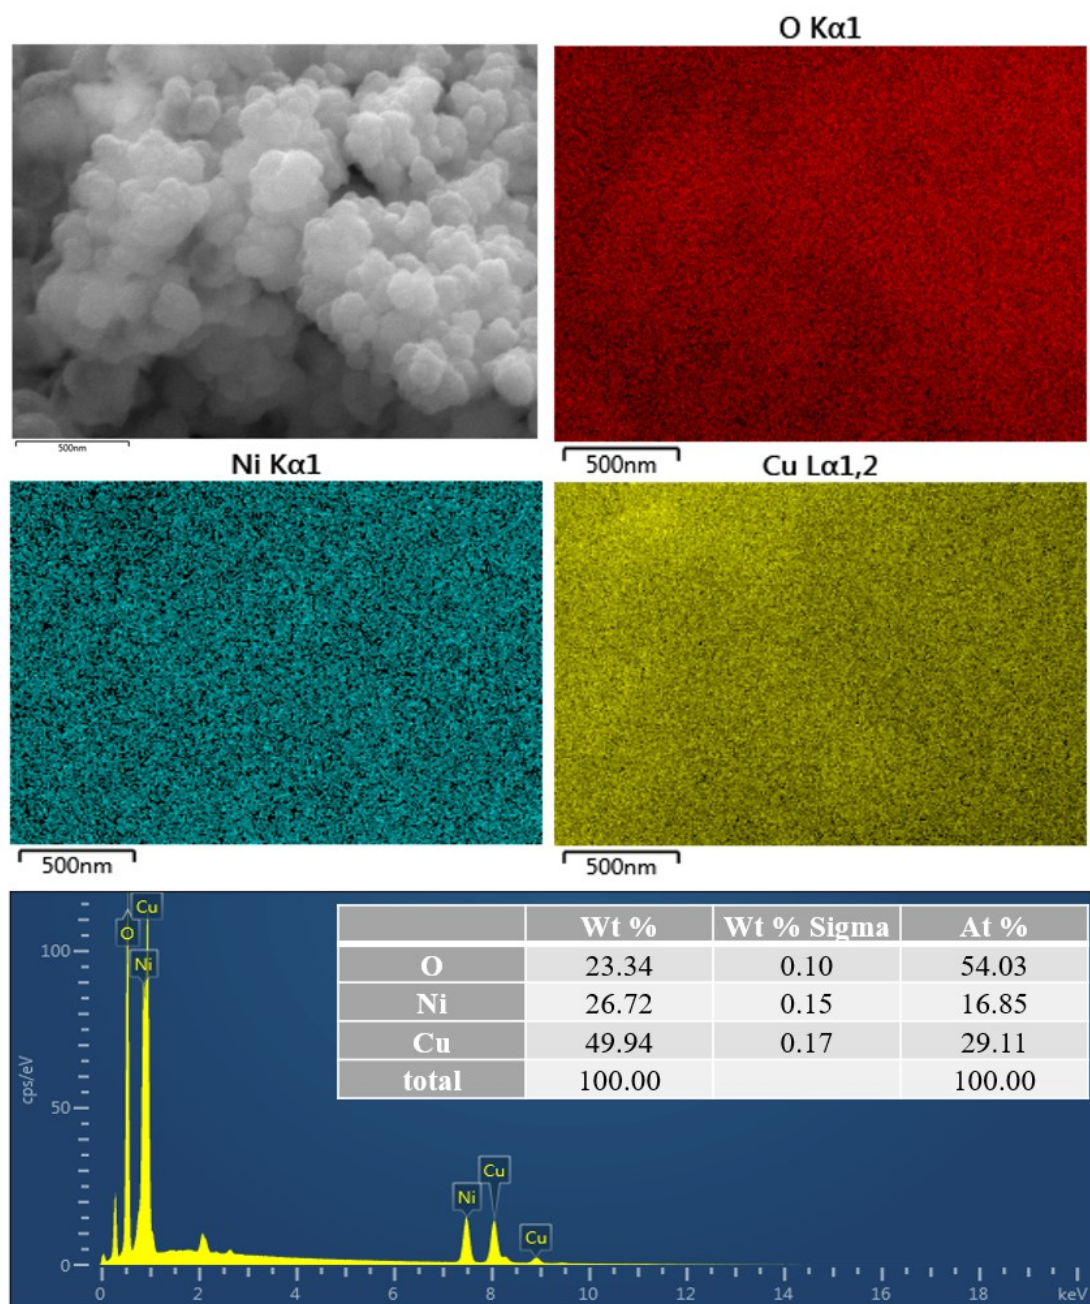 O Kα1
500nm
500nm
Ni Kα1
Cu Lα1,2
500nm
500nm
Cu
O
Ni
100
50
0
cps/eV
Wt % Wt % Sigma At %
O 23.34 0.10 54.03
Ni 26.72 0.15 16.85
Cu 49.94 0.17 29.11
total 100.00 100.00
Cu
Ni
Cu
0 2 4 6 8 10 12 14 16 18 keV